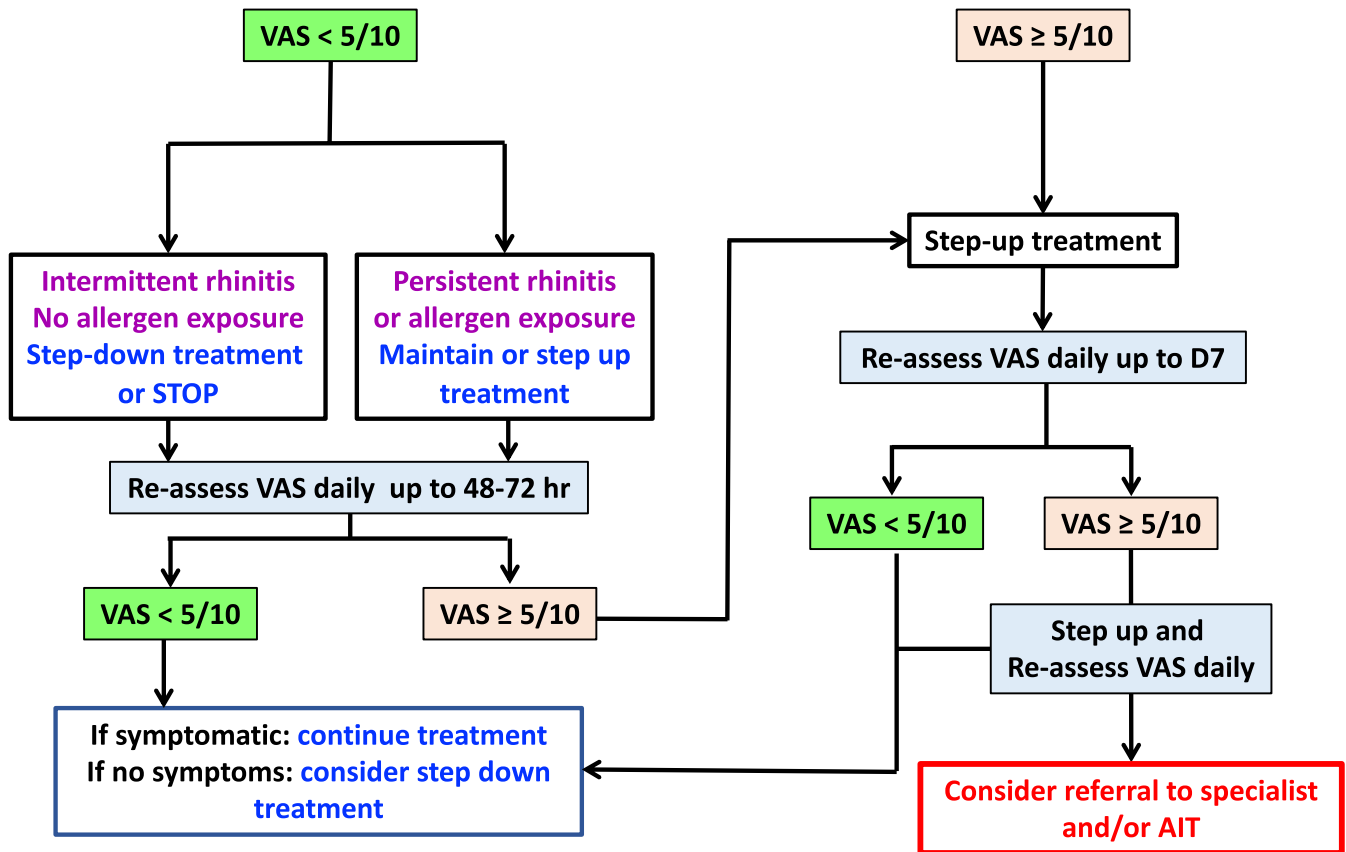 VAS < 5/10
VAS ≥ 5/10
Intermittent rhinitis
No allergen exposure
Step-down treatment
or STOP
Persistent rhinitis
or allergen exposure
Maintain or step up
treatment
Re-assess VAS daily up to 48-72 hr
VAS < 5/10
VAS ≥ 5/10
If symptomatic: continue treatment
If no symptoms: consider step down
treatment
Step-up treatment
Re-assess VAS daily up to D7
VAS < 5/10
VAS ≥ 5/10
Step up and
Re-assess VAS daily
Consider referral to specialist
and/or AIT